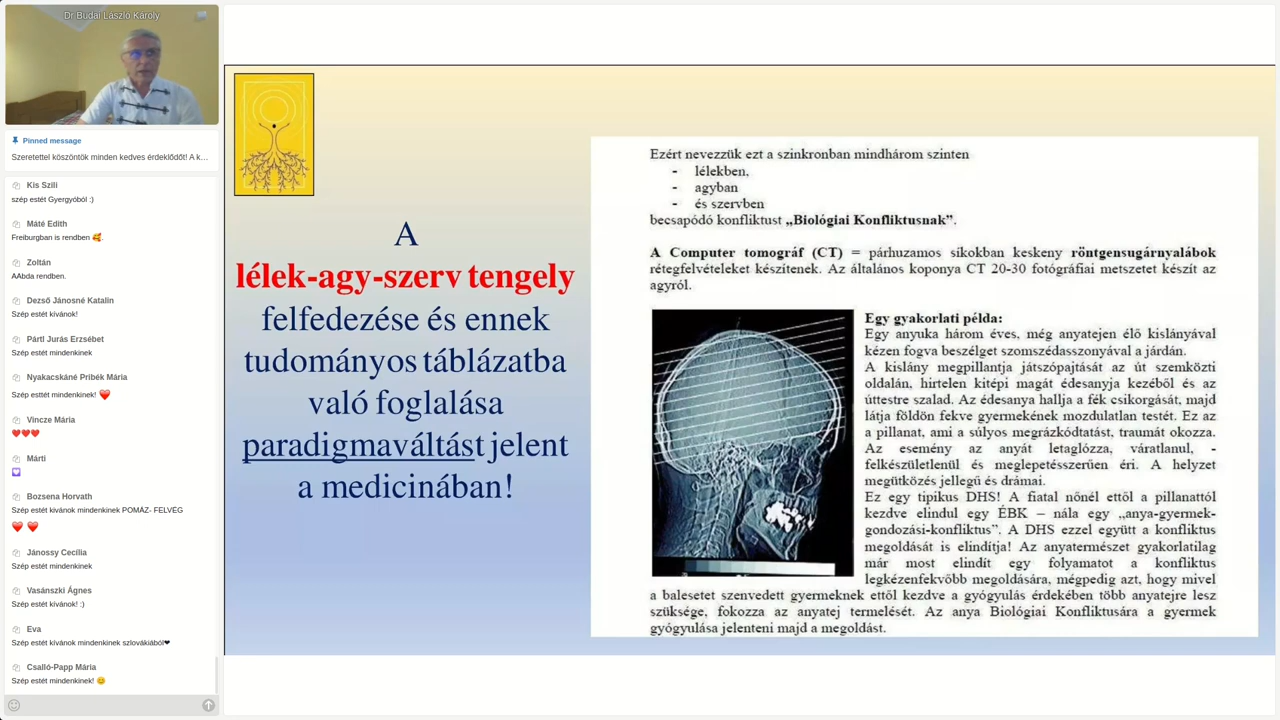 Dr Budai László Károly
Pinned message
Szeretettel köszöntök minden kedves érdeklődőt! A k…
Kis Szili
szép estét Gyergyóból :)
Máté Edith
Freiburgban is rendben 🥰.
Zoltán
AAbda rendben.
Dezső Jánosné Katalin
Szép estét kívánok!
Pártl Jurás Erzsébet
Szép estét mindenkinek
Nyakacskáné Pribék Mária
Szép esttét mindenkinek! ❤️
Vincze Mária
❤️❤️❤️
Márti
💟
Bozsena Horvath
Szép estét kivánok mindenkinek POMÁZ- FELVÉG
❤️ ❤️
Jánossy Cecília
Szép estét mindenkinek
Vasánszki Ágnes
Szép estét kívánok! :)
Eva
Szép estét kívánok mindenkinek szlovákiából❤
Csalló-Papp Mária
Szép estét mindenkinek! 😊
A
lélek-agy-szerv tengely
felfedezése és ennek
tudományos táblázatba
való foglalása
paradigmaváltást jelent
a medicinában!
Ezért nevezzük ezt a szinkronban mindhárom szinten
- lélekben,
- agyban
- és szervben
becsapódó konfliktust „Biológiai Konfliktusnak”.
A Computer tomográf (CT) = párhuzamos síkokban keskeny röntgensugárnyalábok
rétegfelvételeket készítenek. Az általános koponya CT 20-30 fotógráfiai metszetet készít az
agyról.
Egy gyakorlati példa:
Egy anyuka három éves, még anyatejen élő kislányával
kézen fogva beszélget szomszédasszonyával a járdán.
A kislány megpillantja játszópajtását az út szemközti
oldalán, hirtelen kitépi magát édesanyja kezéből és az
úttestre szalad. Az édesanya hallja a fék csikorgását, majd
látja földön fekve gyermekének mozdulatlan testét. Ez az
a pillanat, ami a súlyos megrázkódtatást, traumát okozza.
Az esemény az anyát letaglózza, váratlanul, -
felkészületlenül és meglepetésszerűen éri. A helyzet
megütközés jellegű és drámai.
Ez egy tipikus DHS! A fiatal nőnél ettől a pillanattól
kezdve elindul egy ÉBK – nála egy „anya-gyermek-
gondozási-konfliktus”. A DHS ezzel együtt a konfliktus
megoldását is elindítja! Az anyatermészet gyakorlatilag
már most elindít egy folyamatot a konfliktus
legkézenfekvőbb megoldására, mégpedig azt, hogy mivel
a balesetet szenvedett gyermeknek ettől kezdve a gyógyulás érdekében több anyatejre lesz
szüksége, fokozza az anyatej termelését. Az anya Biológiai Konfliktusára a gyermek
gyógyulása jelenteni majd a megoldást.